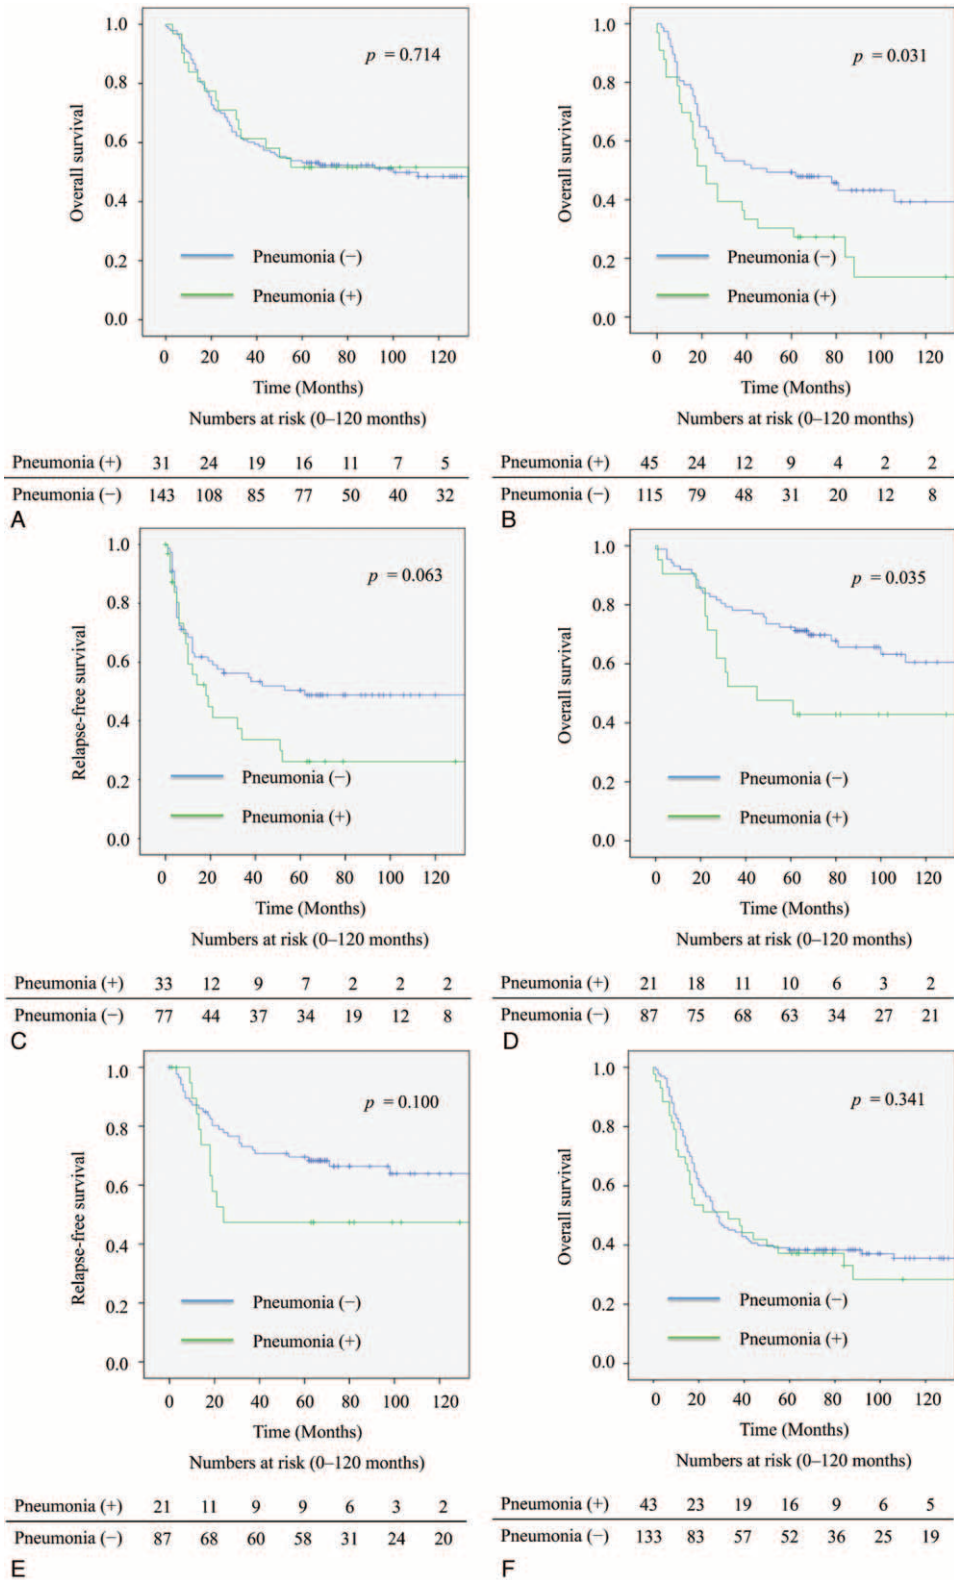 1.0
0.8
0.6
0.4
0.2
0.0
Overall survival
p = 0.714
Pneumonia (−)
Pneumonia (+)
0 20 40 60 80 100 120
Time (Months)
Numbers at risk (0–120 months)
Pneumonia (+) 31 24 19 16 11 7 5
Pneumonia (−) 143 108 85 77 50 40 32
A
1.0
0.8
0.6
0.4
0.2
0.0
Overall survival
p = 0.031
Pneumonia (−)
Pneumonia (+)
0 20 40 60 80 100 120
Time (Months)
Numbers at risk (0–120 months)
Pneumonia (+) 45 24 12 9 4 2 2
Pneumonia (−) 115 79 48 31 20 12 8
B
1.0
0.8
0.6
0.4
0.2
0.0
Relapse-free survival
p = 0.063
Pneumonia (−)
Pneumonia (+)
0 20 40 60 80 100 120
Time (Months)
Numbers at risk (0–120 months)
Pneumonia (+) 33 12 9 7 2 2 2
Pneumonia (−) 77 44 37 34 19 12 8
C
1.0
0.8
0.6
0.4
0.2
0.0
Overall survival
p = 0.035
Pneumonia (−)
Pneumonia (+)
0 20 40 60 80 100 120
Time (Months)
Numbers at risk (0–120 months)
Pneumonia (+) 21 18 11 10 6 3 2
Pneumonia (−) 87 75 68 63 34 27 21
D
1.0
0.8
0.6
0.4
0.2
0.0
Relapse-free survival
p = 0.100
Pneumonia (−)
Pneumonia (+)
0 20 40 60 80 100 120
Time (Months)
Numbers at risk (0–120 months)
Pneumonia (+) 21 11 9 9 6 3 2
Pneumonia (−) 87 68 60 58 31 24 20
E
1.0
0.8
0.6
0.4
0.2
0.0
Overall survival
p = 0.341
Pneumonia (−)
Pneumonia (+)
0 20 40 60 80 100 120
Time (Months)
Numbers at risk (0–120 months)
Pneumonia (+) 43 23 19 16 9 6 5
Pneumonia (−) 133 83 57 52 36 25 19
F